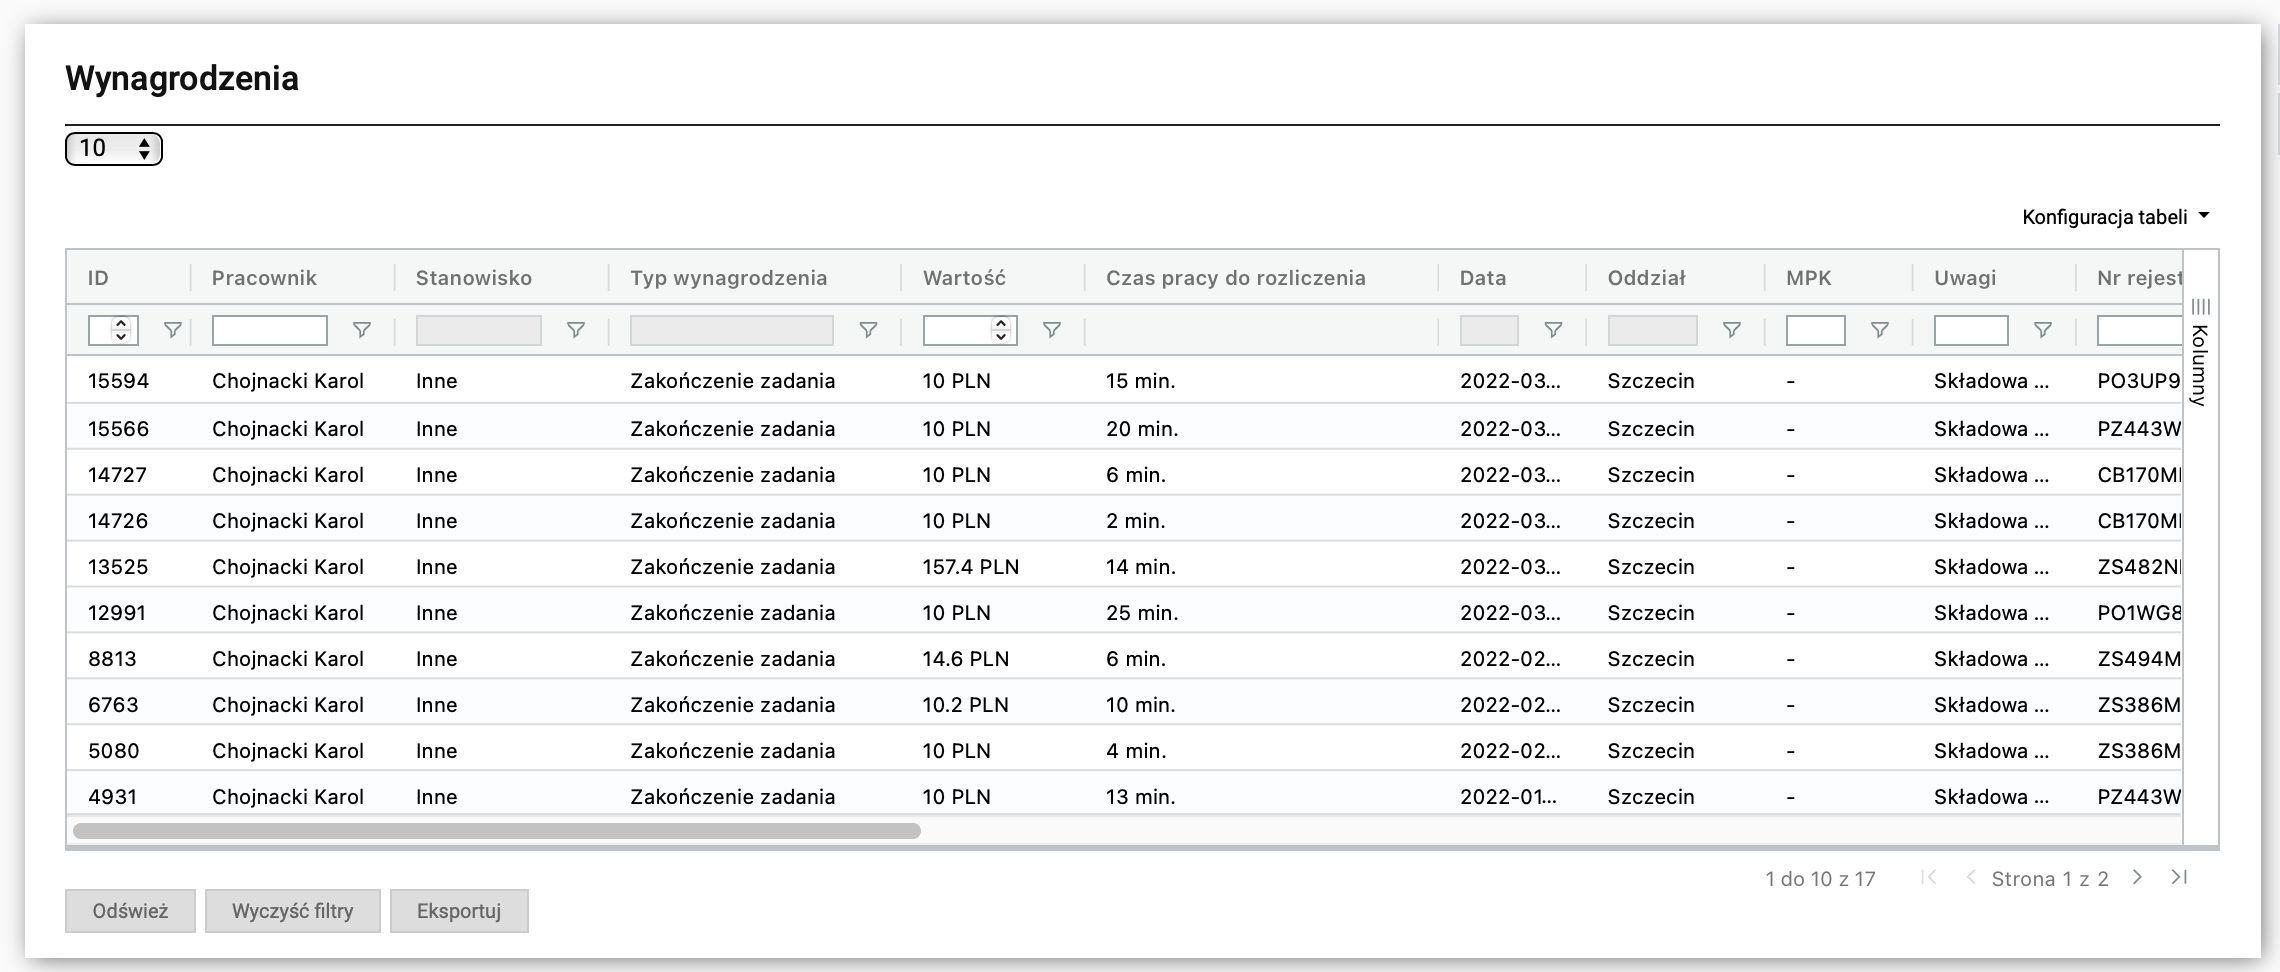 Wynagrodzenia
10
Konfiguracja tabeli
ID Pracownik Stanowisko Typ wynagrodzenia Wartość Czas pracy do rozliczenia Data Oddział MPK Uwagi Nr rejest
Kolumny
15594 Chojnacki Karol Inne Zakończenie zadania 10 PLN 15 min. 2022-03... Szczecin - Składowa ... PO3UP9
15566 Chojnacki Karol Inne Zakończenie zadania 10 PLN 20 min. 2022-03... Szczecin - Składowa ... PZ443W
14727 Chojnacki Karol Inne Zakończenie zadania 10 PLN 6 min. 2022-03... Szczecin - Składowa ... CB170M
14726 Chojnacki Karol Inne Zakończenie zadania 10 PLN 2 min. 2022-03... Szczecin - Składowa ... CB170M
13525 Chojnacki Karol Inne Zakończenie zadania 157.4 PLN 14 min. 2022-03... Szczecin - Składowa ... ZS482N
12991 Chojnacki Karol Inne Zakończenie zadania 10 PLN 25 min. 2022-03... Szczecin - Składowa ... PO1WG8
8813 Chojnacki Karol Inne Zakończenie zadania 14.6 PLN 6 min. 2022-02... Szczecin - Składowa ... ZS494M
6763 Chojnacki Karol Inne Zakończenie zadania 10.2 PLN 10 min. 2022-02... Szczecin - Składowa ... ZS386M
5080 Chojnacki Karol Inne Zakończenie zadania 10 PLN 4 min. 2022-02... Szczecin - Składowa ... ZS386M
4931 Chojnacki Karol Inne Zakończenie zadania 10 PLN 13 min. 2022-01... Szczecin - Składowa ... PZ443W
1 do 10 z 17 Strona 1 z 2
Odśwież Wyczyść filtry Eksportuj